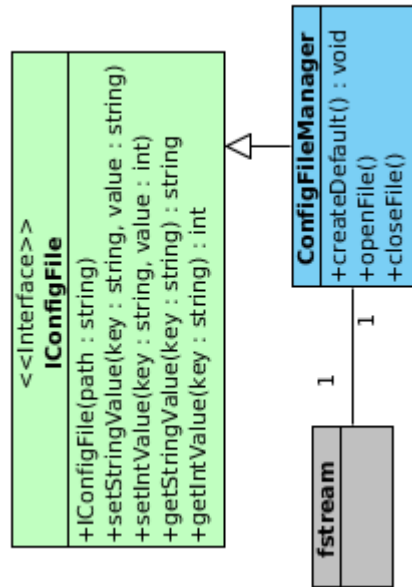 <<Interface>>
IConfigFile
+IConfigFile(path : string)
+setStringValue(key : string, value : string)
+setIntValue(key : string, value : int)
+getStringValue(key : string) : string
+getIntValue(key : string) : int
ConfigFileManager
+createDefault() : void
+openFile()
+closeFile()
1
1
fstream